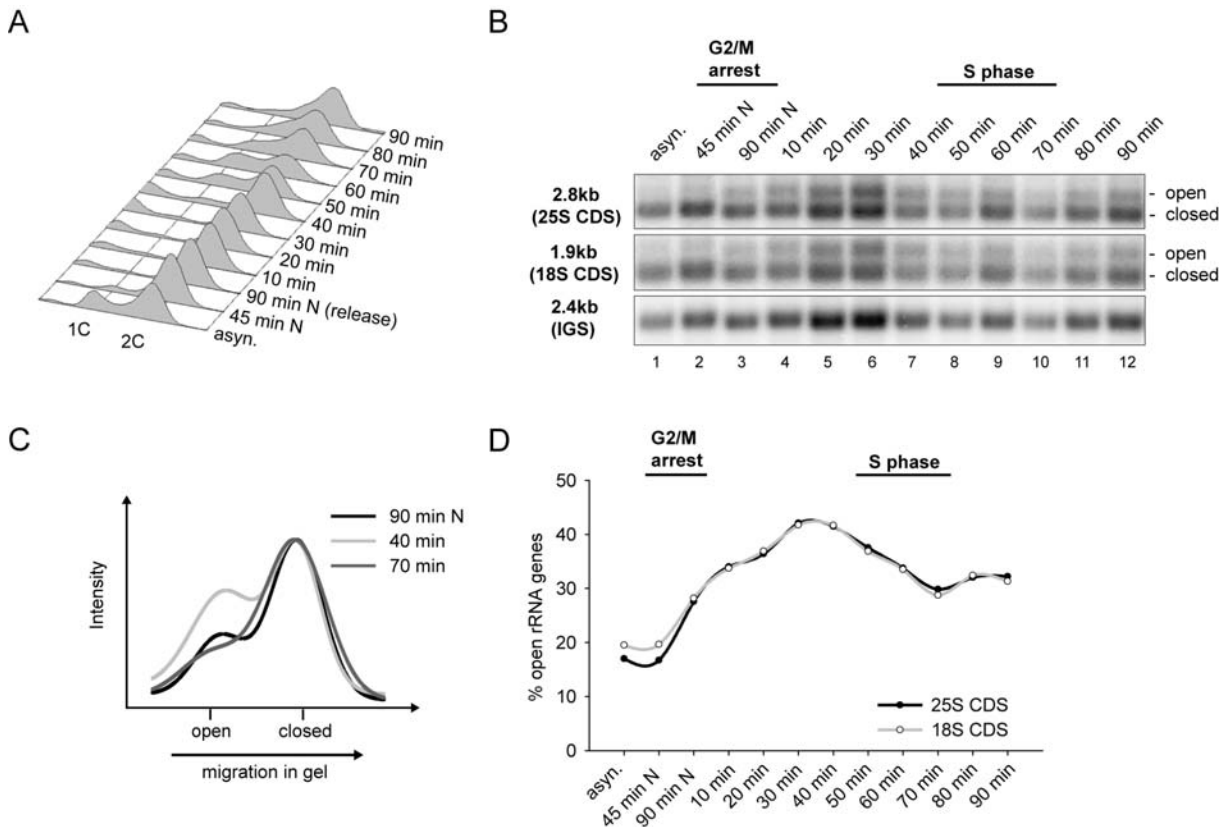 A
90 min
80 min
70 min
60 min
50 min
40 min
30 min
20 min
10 min
90 min N (release)
45 min N
asyn.
1C
2C
B
G2/M
arrest
S phase
asyn.
45 min N
90 min N
10 min
20 min
30 min
40 min
50 min
60 min
70 min
80 min
90 min
2.8kb
(25S CDS)
- open
- closed
1.9kb
(18S CDS)
- open
- closed
2.4kb
(IGS)
1 2 3 4 5 6 7 8 9 10 11 12
C
Intensity
90 min N
40 min
70 min
open closed
migration in gel
D
G2/M
arrest
S phase
% open rRNA genes
50
40
30
20
10
0
25S CDS
18S CDS
asyn.
45 min N
90 min N
10 min
20 min
30 min
40 min
50 min
60 min
70 min
80 min
90 min